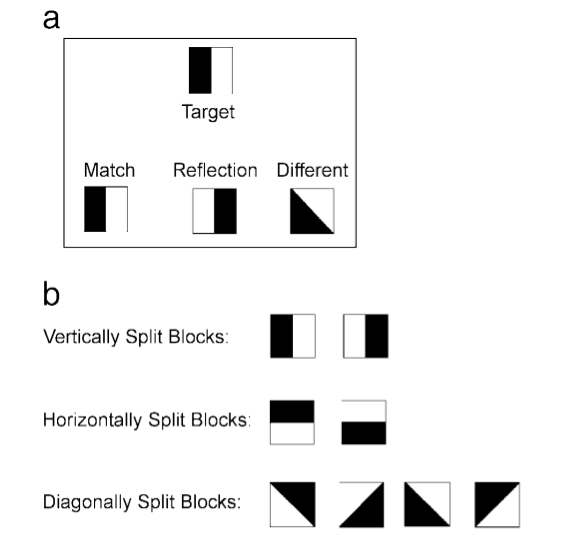 a
Target
Match Reflection Different
b
Vertically Split Blocks:
Horizontally Split Blocks:
Diagonally Split Blocks: